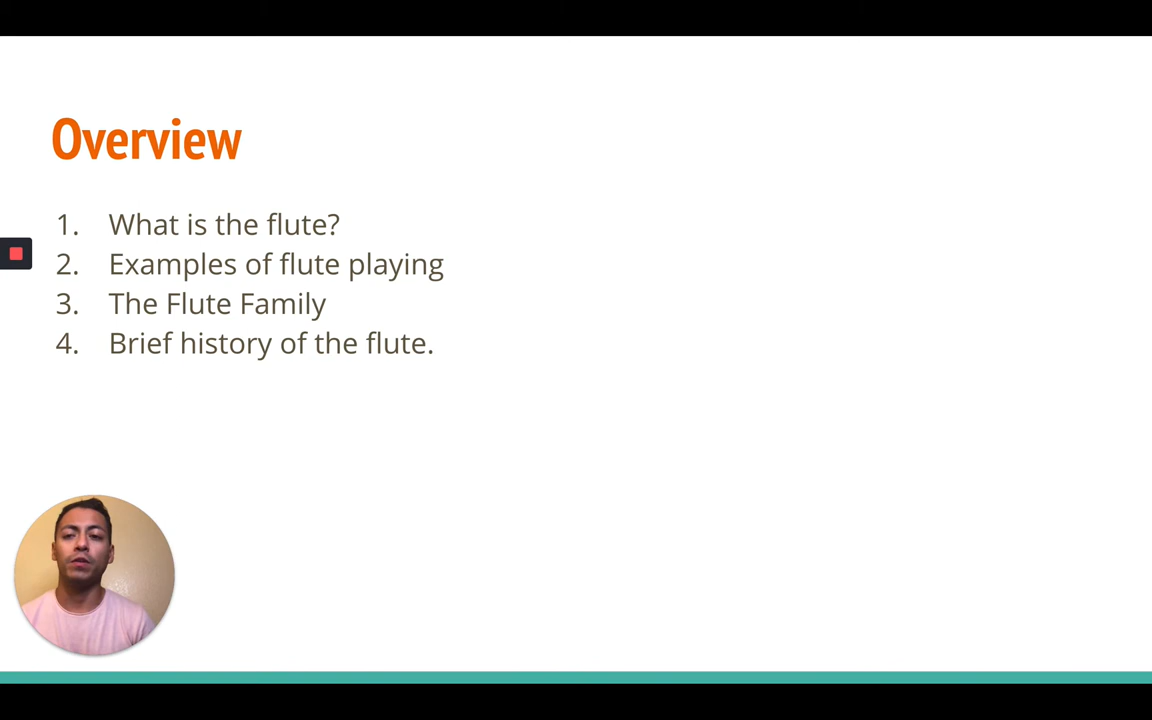 Overview
1. What is the flute?
2. Examples of flute playing
3. The Flute Family
4. Brief history of the flute.